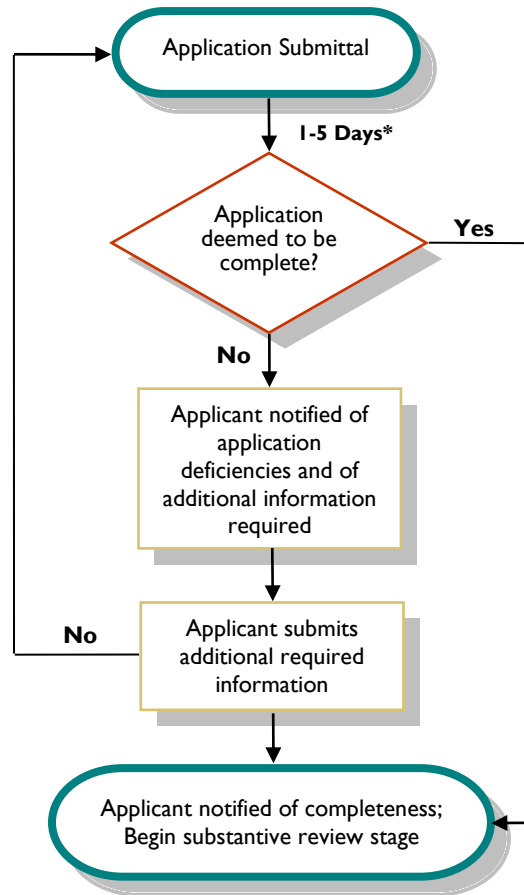 Application Submittal
1-5 Days*
Application
deemed to be
complete?
Yes
No
Applicant notified of
application
deficiencies and of
additional information
required
No
Applicant submits
additional required
information
Applicant notified of completeness;
Begin substantive review stage